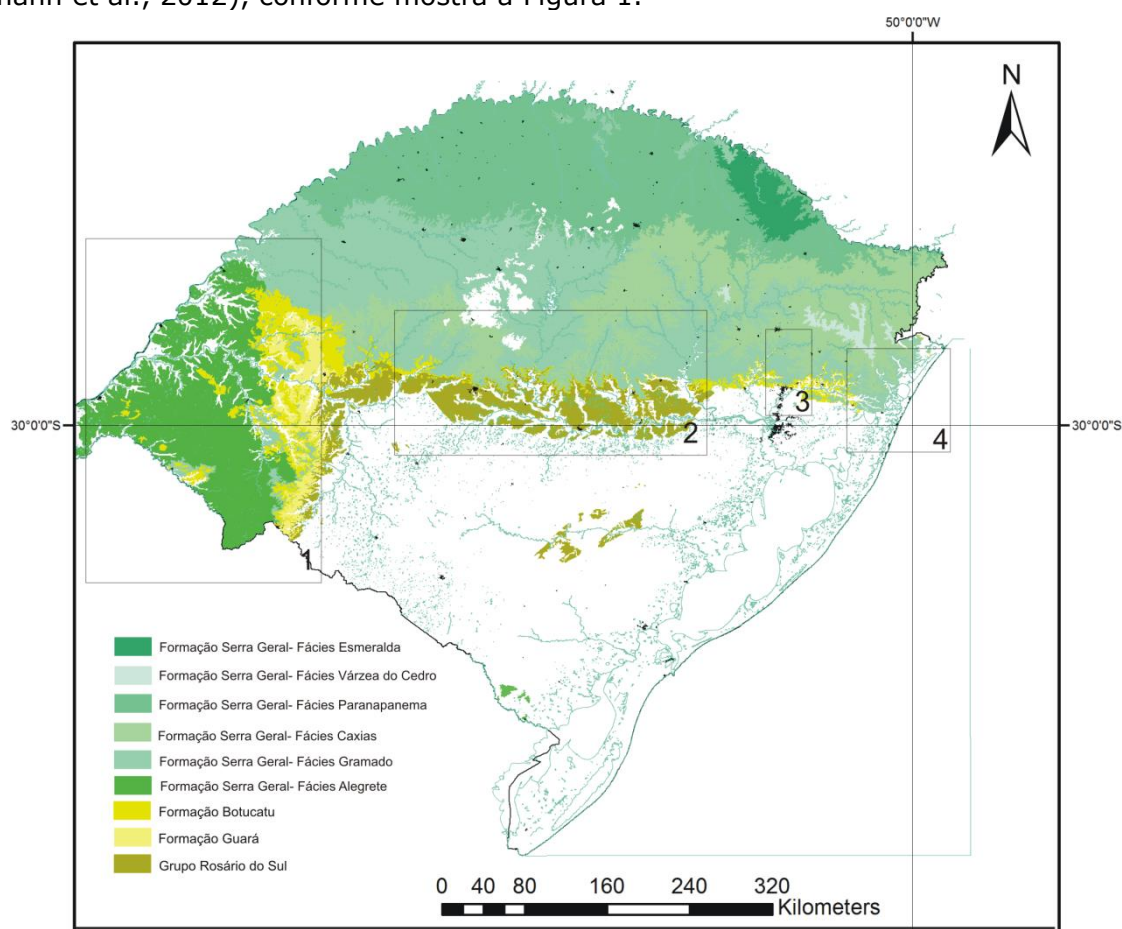 mann et al., 2012), conforme mostra a Figura 1.
50°0'0"W
N
30°0'0"S
30°0'0"S
3
2
4
1
Formação Serra Geral- Fácies Esmeralda
Formação Serra Geral- Fácies Várzea do Cedro
Formação Serra Geral- Fácies Paranapanema
Formação Serra Geral- Fácies Caxias
Formação Serra Geral- Fácies Gramado
Formação Serra Geral- Fácies Alegrete
Formação Botucatu
Formação Guará
Grupo Rosário do Sul
0 40 80 160 240 320
Kilometers